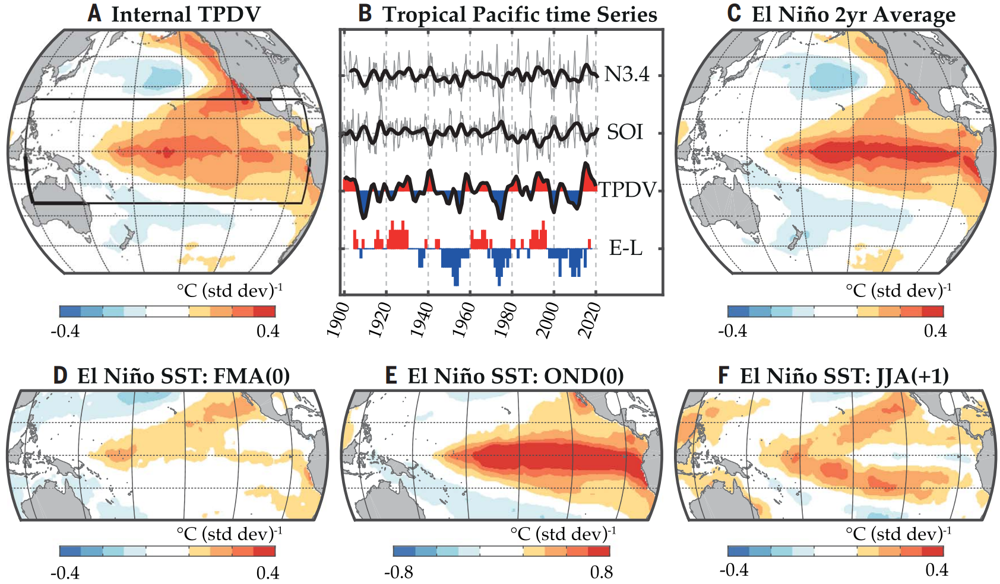 A Internal TPDV
B Tropical Pacific time Series
C El Niño 2yr Average
N3.4
SOI
TPDV
E-L
°C (std dev)-1
-0.4 0.4
1900 1920 1940 1960 1980 2000 2020
°C (std dev)-1
-0.4 0.4
D El Niño SST: FMA(0)
E El Niño SST: OND(0)
F El Niño SST: JJA(+1)
°C (std dev)-1
-0.4 0.4
°C (std dev)-1
-0.8 0.8
°C (std dev)-1
-0.4 0.4